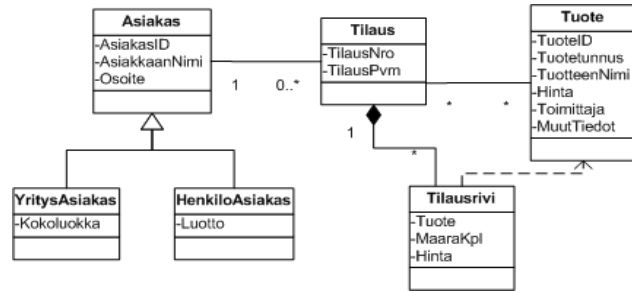 Asiakas
-AsiakasID
-AsiakkaanNimi
-Osoite
1
0..*
Tilaus
-TilausNro
-TilausPvm
*
*
Tuote
-TuoteID
-Tuotetunnus
-TuotteenNimi
-Hinta
-Toimittaja
-MuutTiedot
1
*
YritysAsiakas
-Kokoluokka
HenkiloAsiakas
-Luotto
Tilausrivi
-Tuote
-MaaraKpl
-Hinta